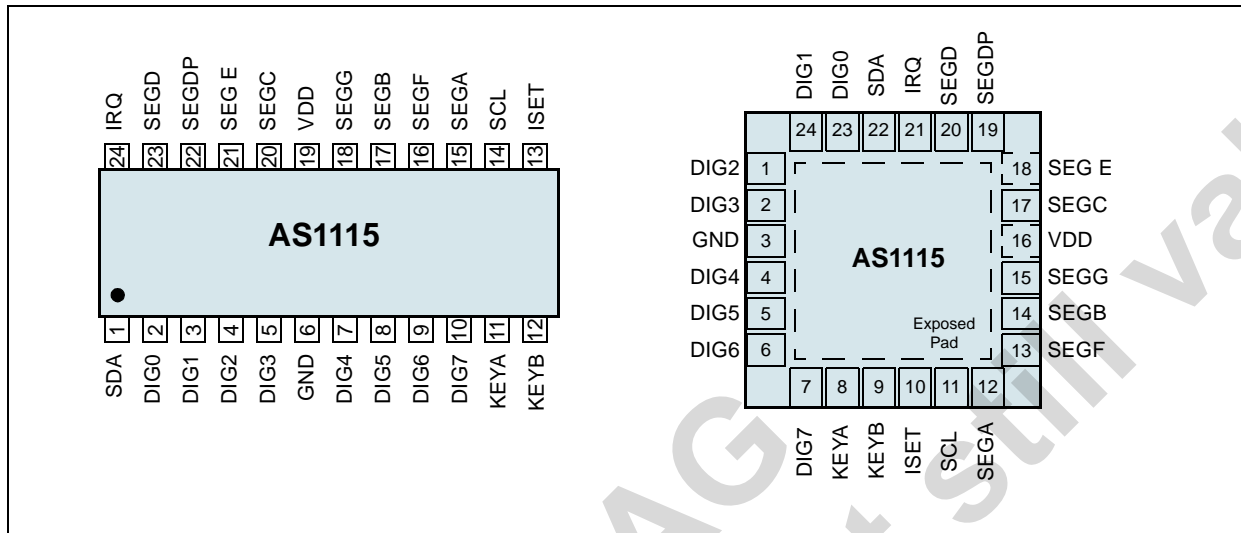 IRQ SEGD SEGDP SEG E SEGC VDD SEGG SEGB SEGF SEGA SCL ISET
24 23 22 21 20 19 18 17 16 15 14 13
AS1115
1 2 3 4 5 6 7 8 9 10 11 12
SDA DIG0 DIG1 DIG2 DIG3 GND DIG4 DIG5 DIG6 DIG7 KEYA KEYB
DIG1 DIG0 SDA IRQ SEGD SEGDP
24 23 22 21 20 19
DIG2 1 18 SEG E
DIG3 2 17 SEGC
GND 3 16 VDD
AS1115
DIG4 4 15 SEGG
DIG5 5 14 SEGB
Exposed
Pad
DIG6 6 13 SEGF
7 8 9 10 11 12
DIG7 KEYA KEYB ISET SCL SEGA
AG
still